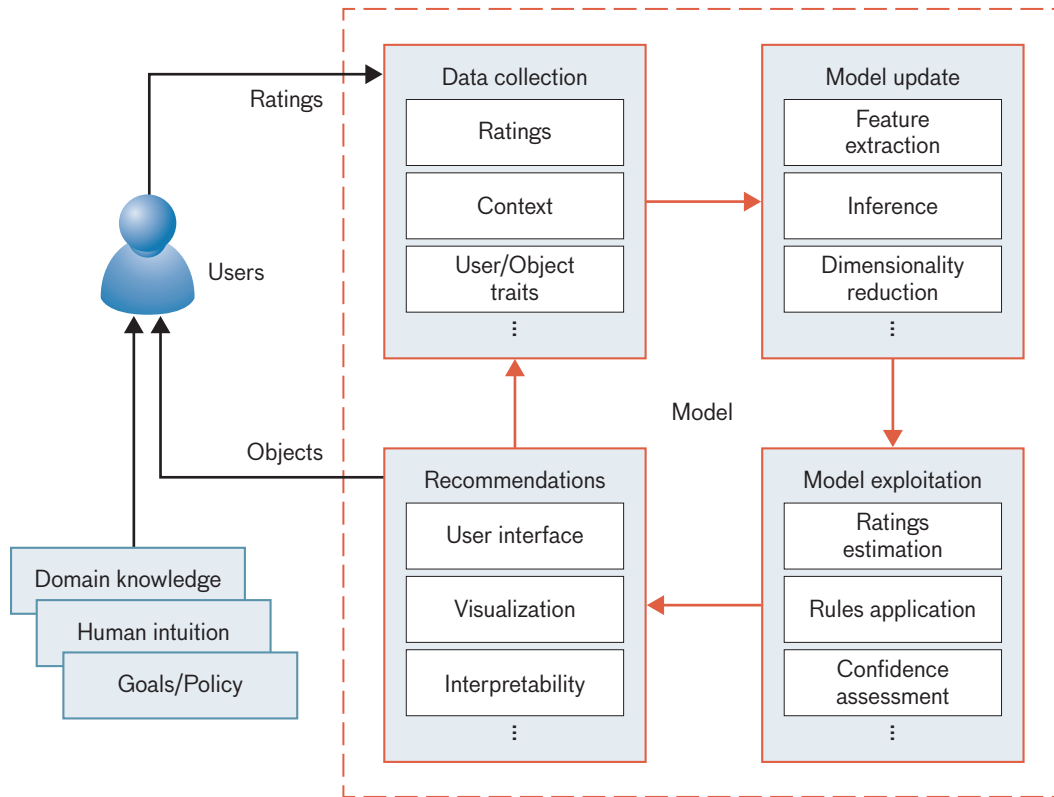 Ratings
Users
Objects
Domain knowledge
Human intuition
Goals/Policy
Data collection
Ratings
Context
User/Object
traits
⋮
Model update
Feature
extraction
Inference
Dimensionality
reduction
⋮
Model
Recommendations
User interface
Visualization
Interpretability
⋮
Model exploitation
Ratings
estimation
Rules application
Confidence
assessment
⋮